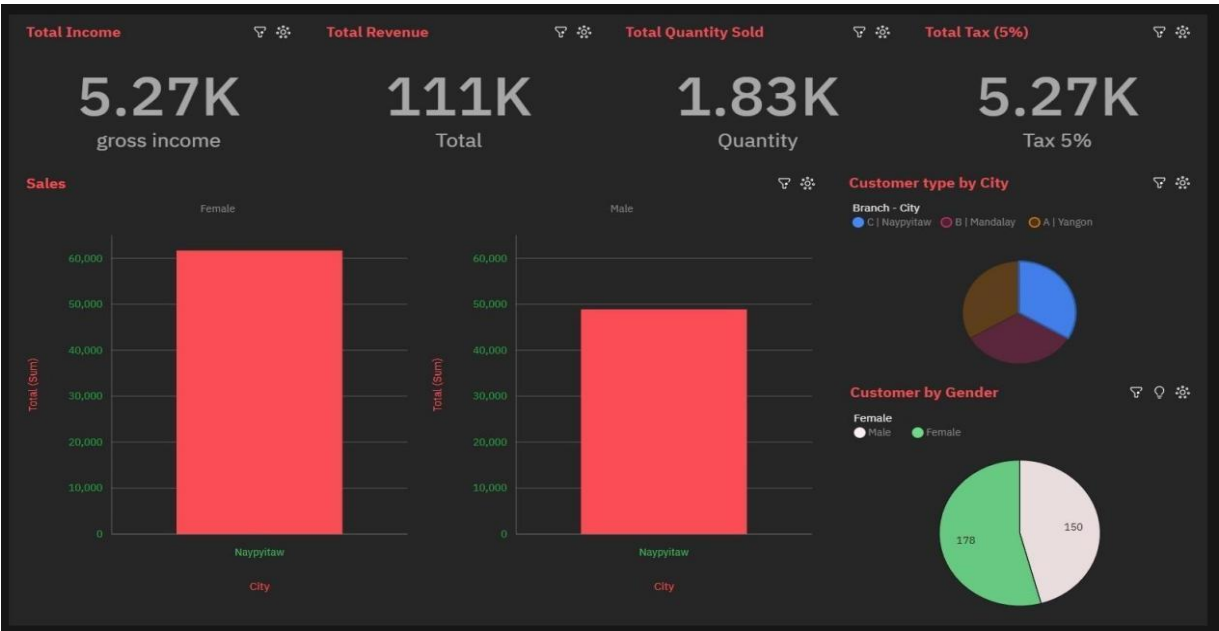 Total Income
Total Revenue
Total Quantity Sold
Total Tax (5%)
5.27K
gross income
111K
Total
1.83K
Quantity
5.27K
Tax 5%
Sales
Female
Male
Total (Sum)
60,000
50,000
40,000
30,000
20,000
10,000
0
Naypyitaw
City
Total (Sum)
60,000
50,000
40,000
30,000
20,000
10,000
0
Naypyitaw
City
Customer type by City
Branch - City
C | Naypyitaw B | Mandalay A | Yangon
Customer by Gender
Female
Male Female
178
150